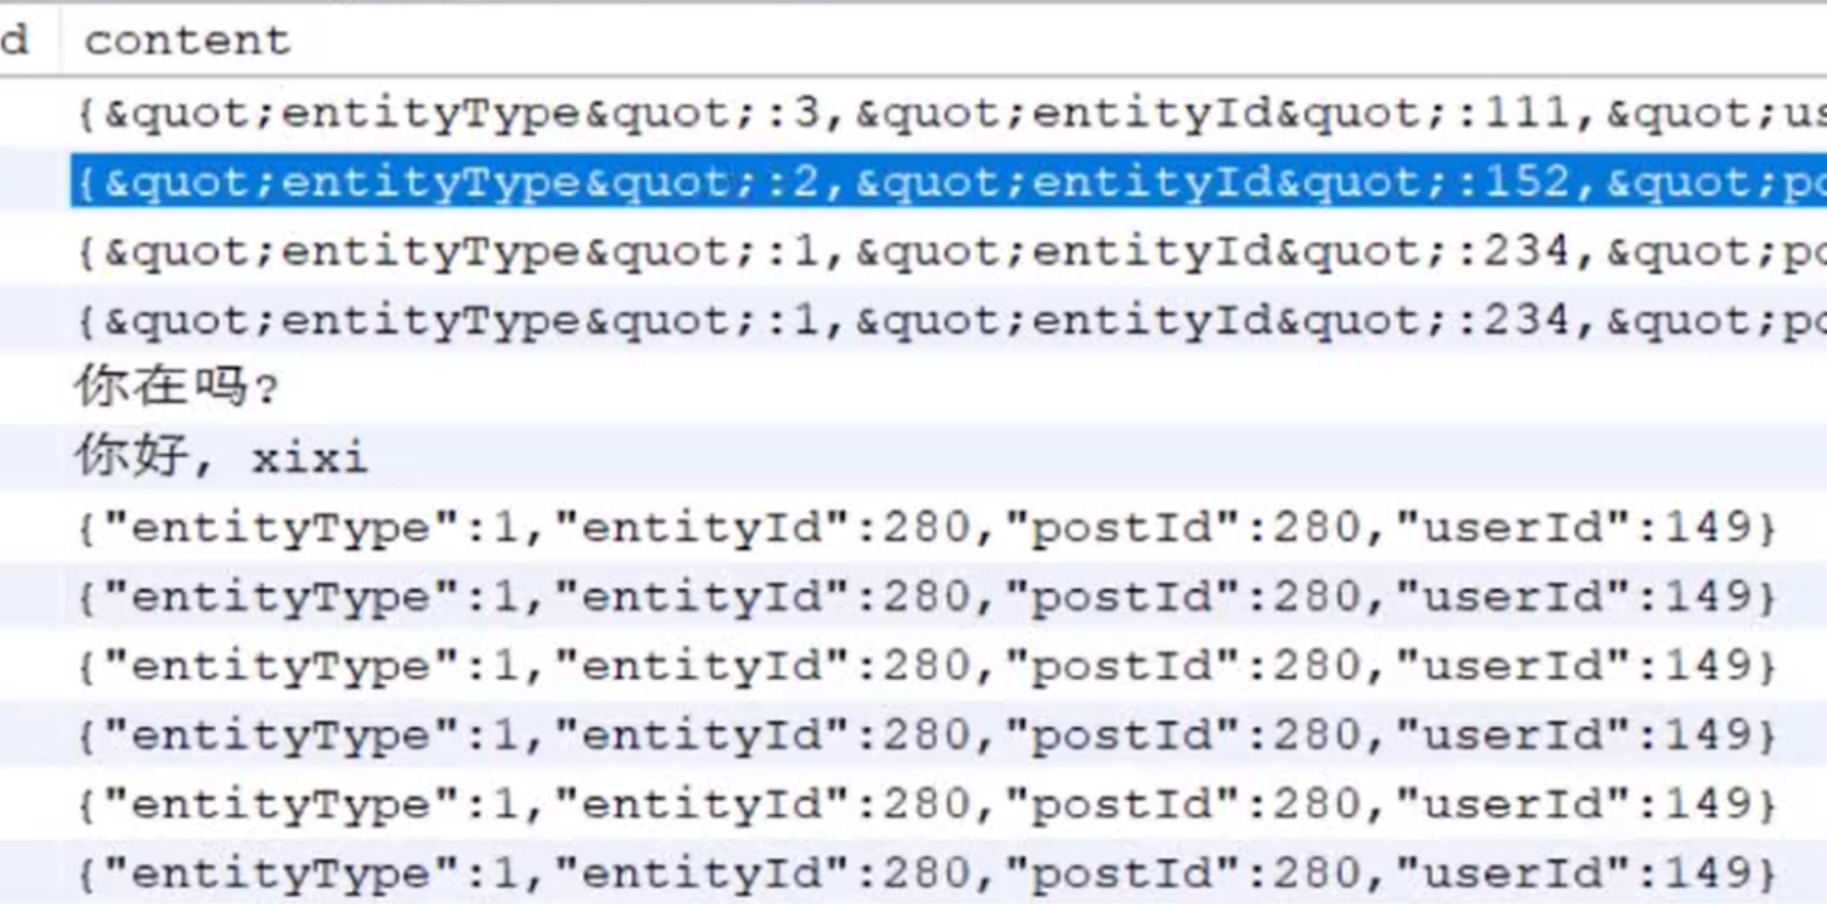 d content
{&quot;entityType&quot;:3,&quot;entityId&quot;:111,&quot;us
{&quot;entityType&quot;:2,&quot;entityId&quot;:152,&quot;po
{&quot;entityType&quot;:1,&quot;entityId&quot;:234,&quot;po
{&quot;entityType&quot;:1,&quot;entityId&quot;:234,&quot;po
你在吗?
你好, xixi
{"entityType":1,"entityId":280,"postId":280,"userId":149}
{"entityType":1,"entityId":280,"postId":280,"userId":149}
{"entityType":1,"entityId":280,"postId":280,"userId":149}
{"entityType":1,"entityId":280,"postId":280,"userId":149}
{"entityType":1,"entityId":280,"postId":280,"userId":149}
{"entityType":1,"entityId":280,"postId":280,"userId":149}